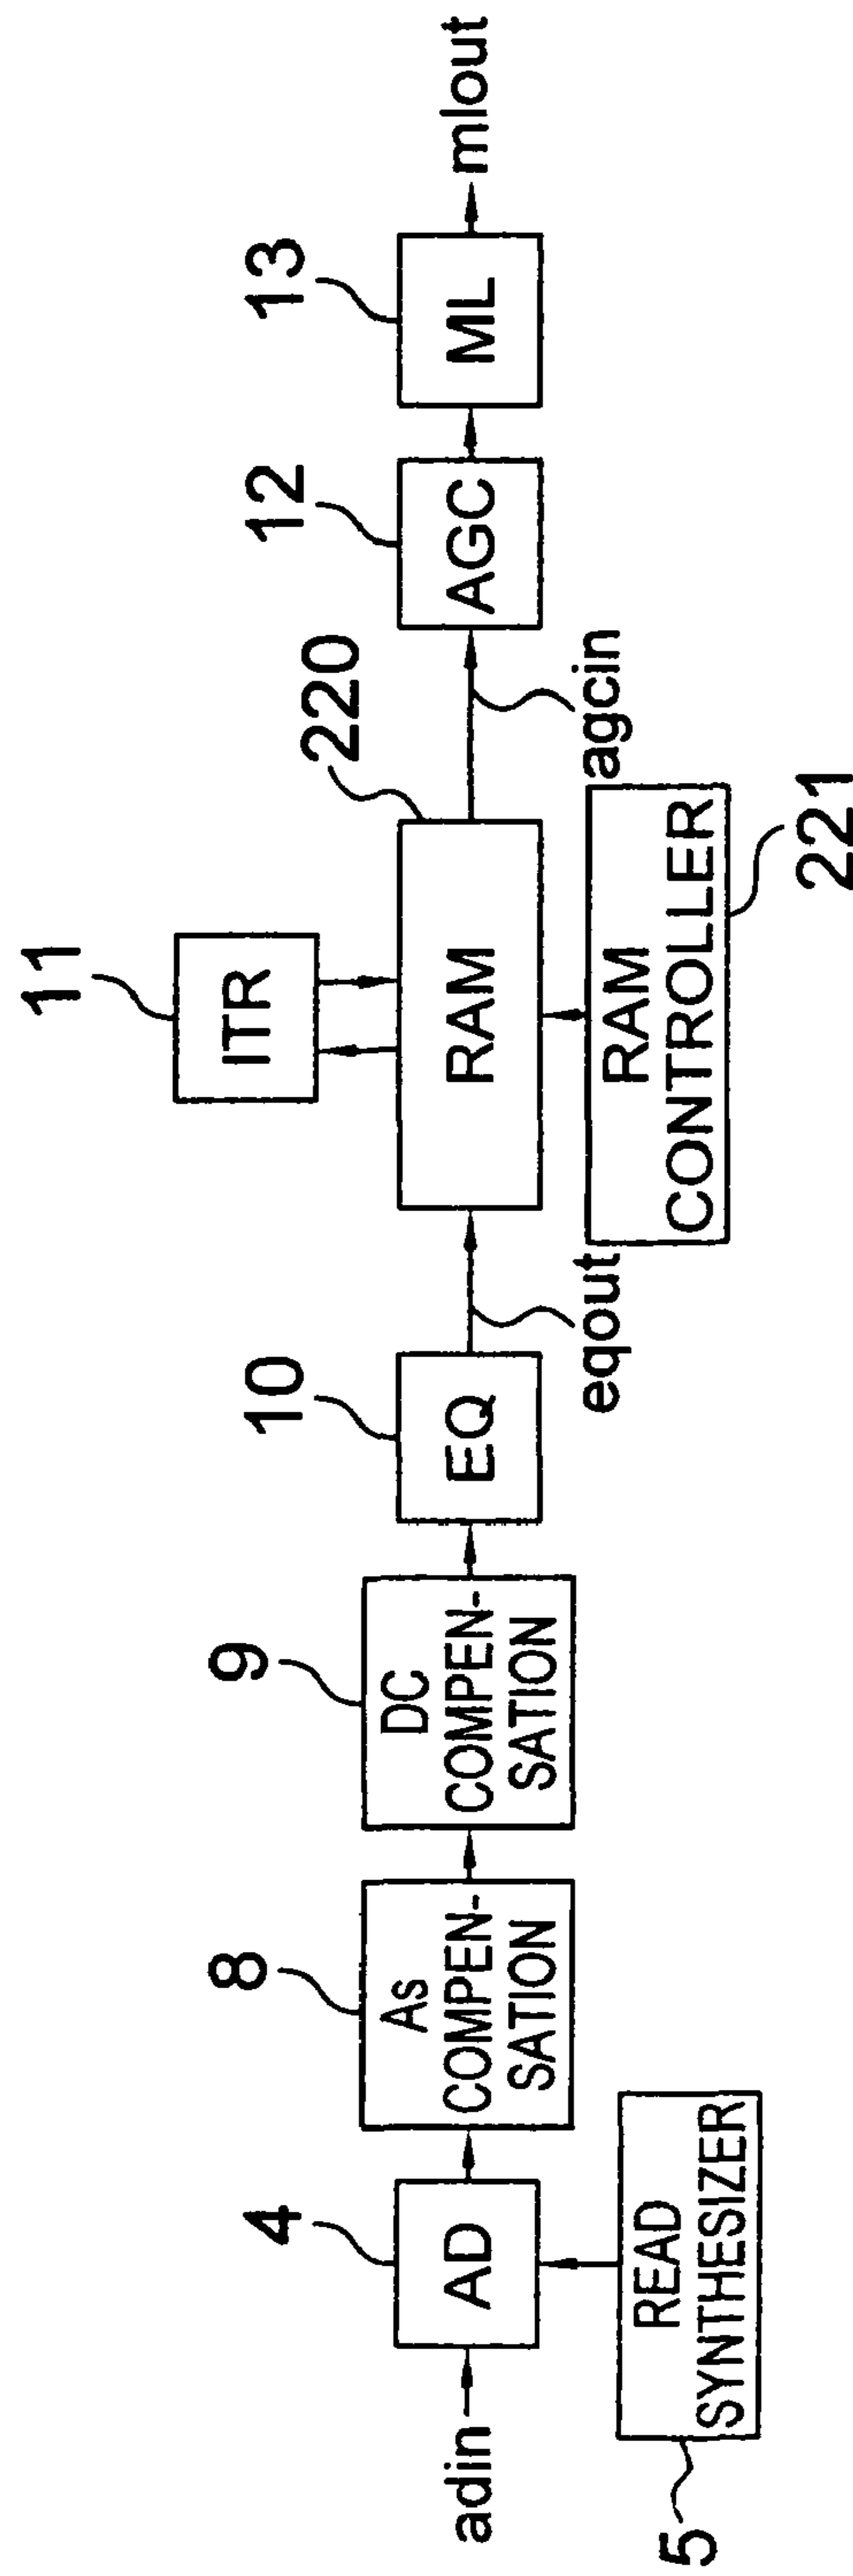 adin
4
AD
5
READ
SYNTHESIZER
8
As
COMPEN-
SATION
9
DC
COMPEN-
SATION
10
EQ
eqout
11
ITR
220
RAM
RAM
CONTROLLER
221
agcin
12
AGC
13
ML
mlout